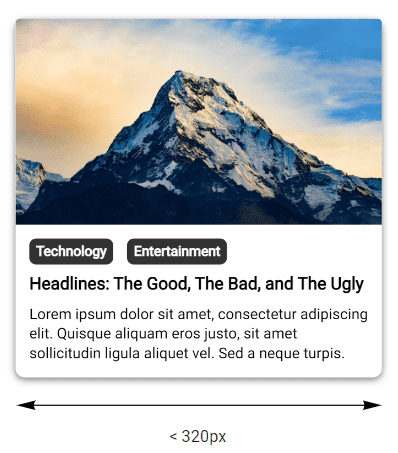 Technology Entertainment
Headlines: The Good, The Bad, and The Ugly
Lorem ipsum dolor sit amet, consectetur adipiscing
elit. Quisque aliquam eros justo, sit amet
sollicitudin ligula aliquet vel. Sed a neque turpis.
< 320px